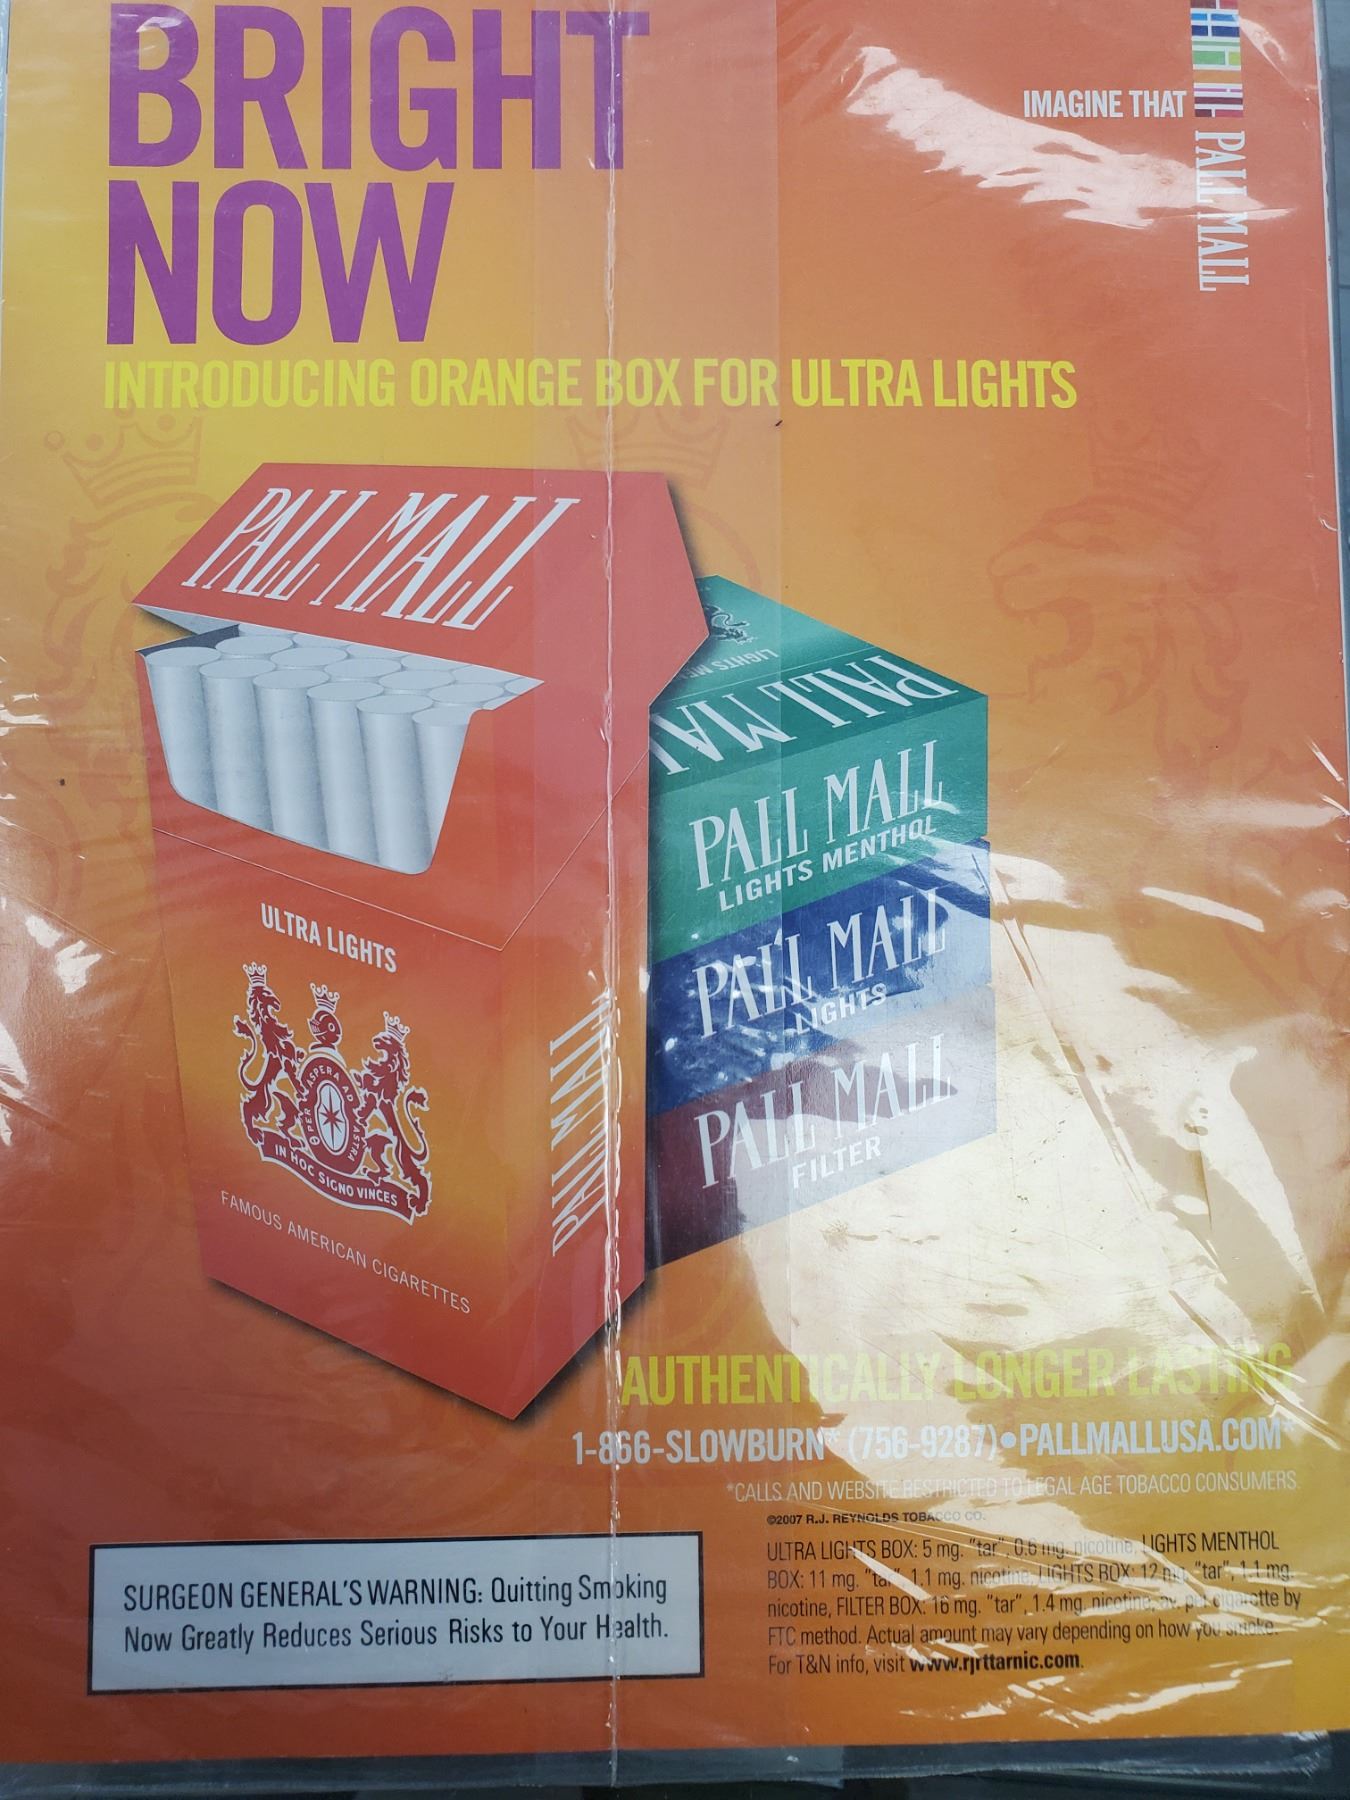 BRIGHT
NOW
IMAGINE THAT
PALL MALL
INTRODUCING ORANGE BOX FOR ULTRA LIGHTS
PALL MALL
ULTRA LIGHTS
PER ASPERA AD ASTRA
IN HOC SIGNO VINCES
FAMOUS AMERICAN CIGARETTES
PALL MALL
LIGHTS
PALL MALL
PALL MALL
LIGHTS MENTHOL
PALL MALL
LIGHTS
PALL MALL
FILTER
AUTHENTICALLY LONGER LASTING
1-866-SLOWBURN* (756-9287)•PALLMALLUSA.COM*
*CALLS AND WEBSITE RESTRICTED TO LEGAL AGE TOBACCO CONSUMERS.
©2007 R.J. REYNOLDS TOBACCO CO.
ULTRA LIGHTS BOX: 5 mg. "tar", 0.6 mg. nicotine, LIGHTS MENTHOL
BOX: 11 mg. "tar", 1.1 mg. nicotine, LIGHTS BOX: 12 mg. "tar", 1.1 mg.
nicotine, FILTER BOX: 16 mg. "tar", 1.4 mg. nicotine, av. per cigarette by
FTC method. Actual amount may vary depending on how you smoke.
For T&N info, visit www.rjrttarnic.com.
SURGEON GENERAL'S WARNING: Quitting Smoking
Now Greatly Reduces Serious Risks to Your Health.